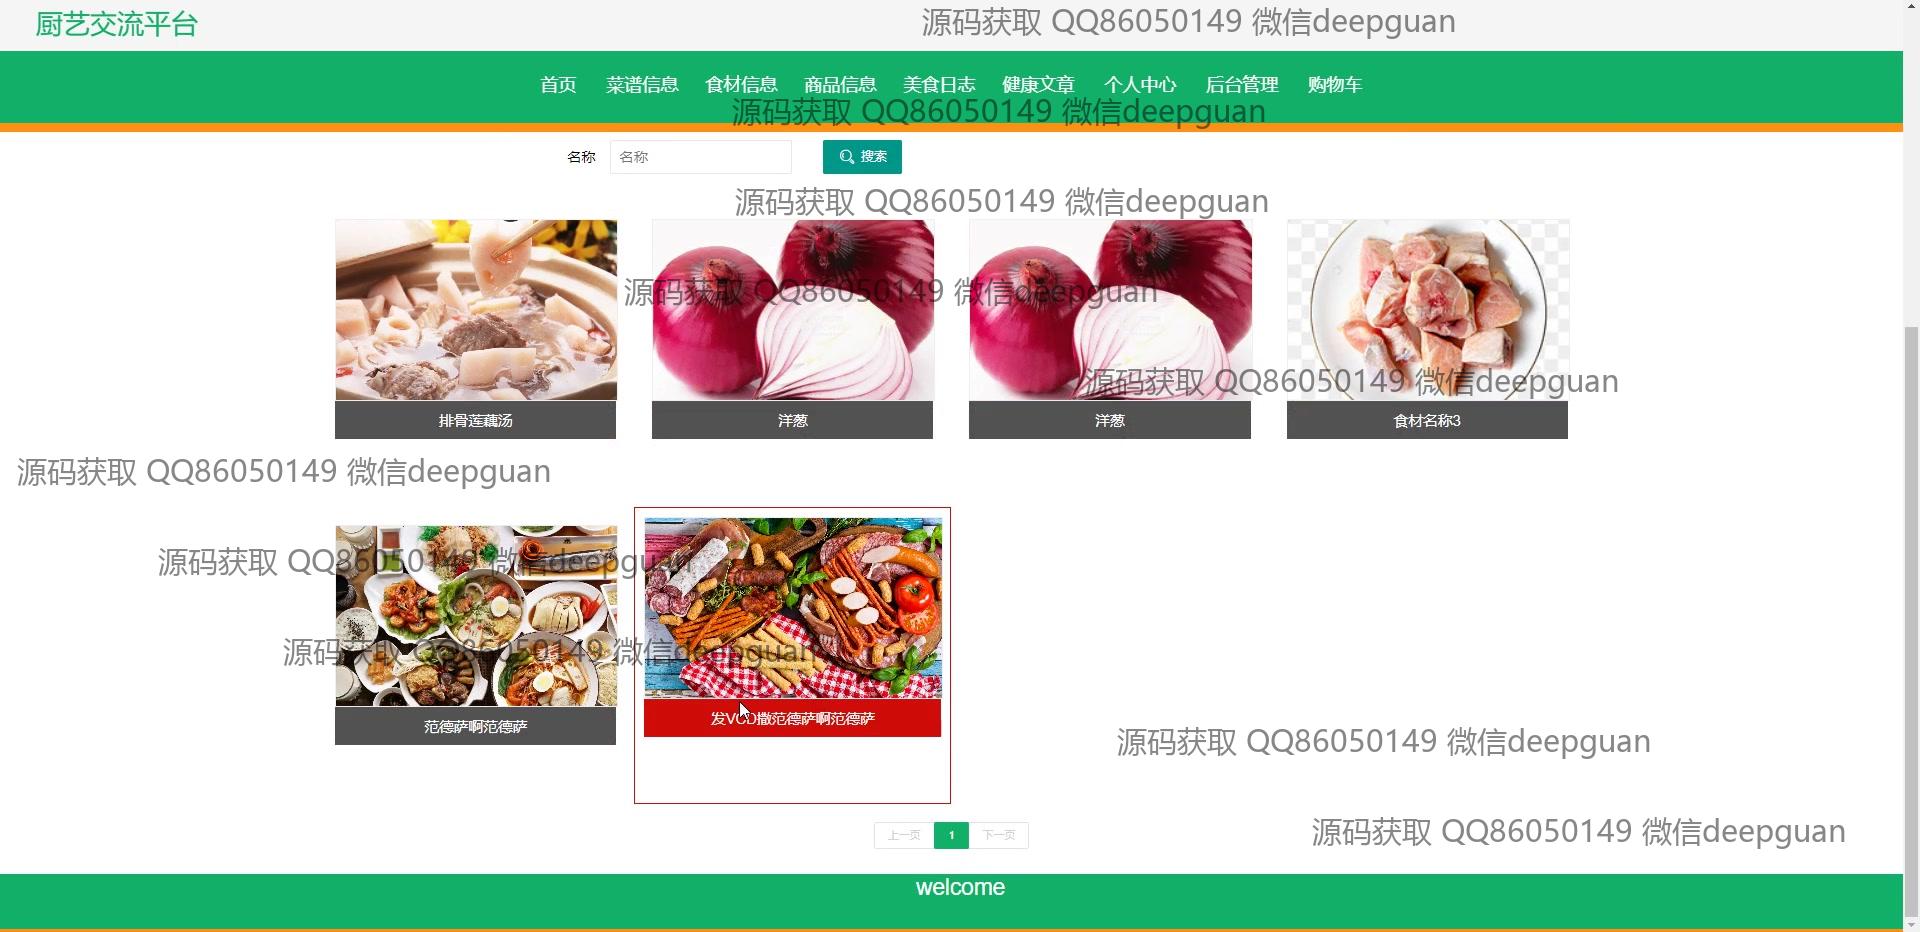 厨艺交流平台
源码获取 QQ86050149 微信deepguan
首页 菜谱信息 食材信息 商品信息 美食日志 健康文章 个人中心 后台管理 购物车
源码获取 QQ86050149 微信deepguan
名称 名称 搜索
源码获取 QQ86050149 微信deepguan
源码获取 QQ86050149 微信deepguan
源码获取 QQ86050149 微信deepguan
排骨莲藕汤 洋葱 洋葱 食材名称3
源码获取 QQ86050149 微信deepguan
源码获取 QQ86050149 微信deepguan
源码获取 QQ86050149 微信deepguan
范德萨啊范德萨 发VCD撒范德萨啊范德萨
源码获取 QQ86050149 微信deepguan
源码获取 QQ86050149 微信deepguan
上一页 1 下一页
welcome